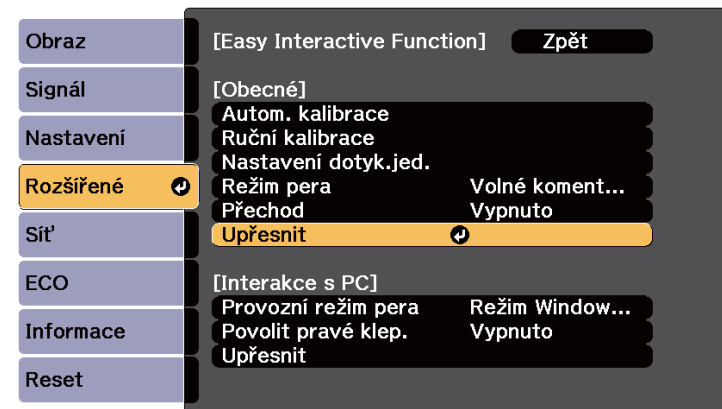 Obraz
Signál
Nastavení
Rozšířené
Síť
ECO
Informace
Reset
[Easy Interactive Function] Zpět
[Obecné]
Autom. kalibrace
Ruční kalibrace
Nastavení dotyk.jed.
Režim pera Volné koment...
Přechod Vypnuto
Upřesnit
[Interakce s PC]
Provozní režim pera Režim Window...
Povolit pravé klep. Vypnuto
Upřesnit